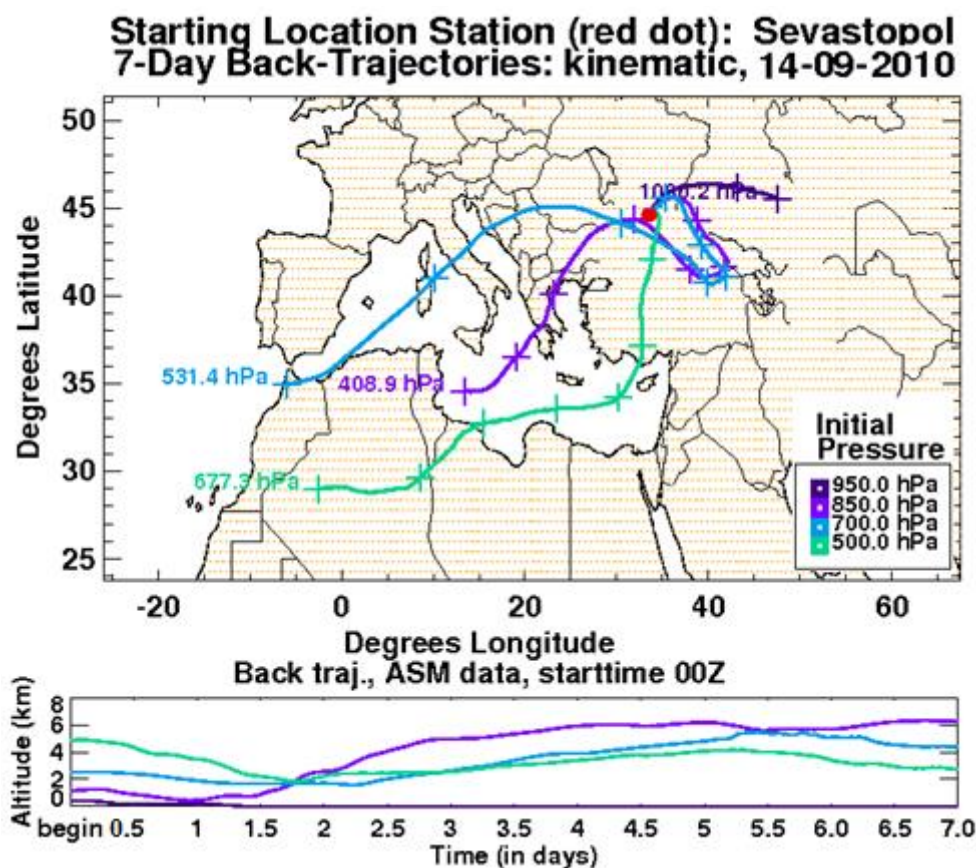 Starting Location Station (red dot): Sevastopol
7-Day Back-Trajectories: kinematic, 14-09-2010
50
45
40
35
30
25
Degrees Latitude
531.4 hPa
408.9 hPa
677.3 hPa
Initial
Pressure
950.0 hPa
850.0 hPa
700.0 hPa
500.0 hPa
-20 0 20 40 60
Degrees Longitude
Back traj., ASM data, starttime 00Z
8
6
4
2
0
Altitude (km)
begin 0.5 1 1.5 2 2.5 3 3.5 4 4.5 5 5.5 6.0 6.5 7.0
Time (in days)